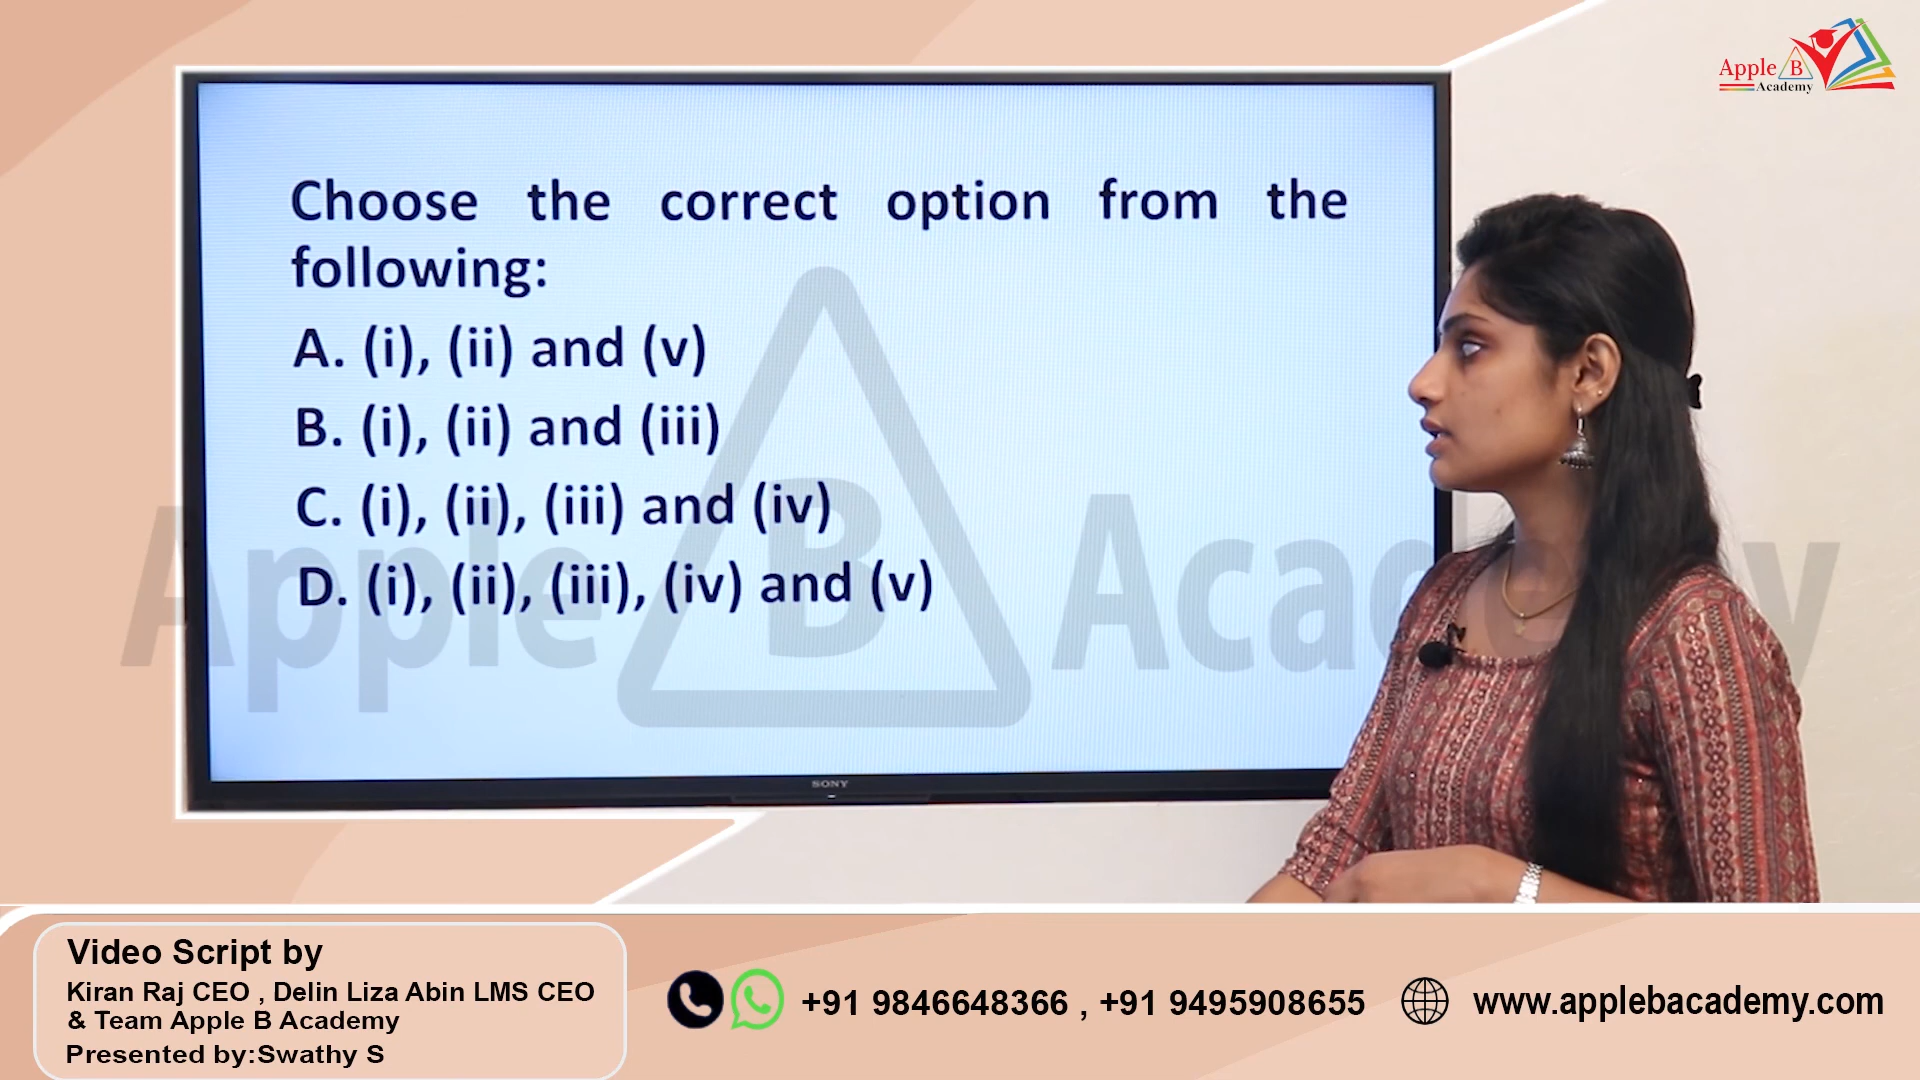 Apple B
Academy
Choose the correct option from the
following:
A. (i), (ii) and (v)
B. (i), (ii) and (iii)
C. (i), (ii), (iii) and (iv)
D. (i), (ii), (iii), (iv) and (v)
Apple B Academy
SONY
Video Script by
Kiran Raj CEO , Delin Liza Abin LMS CEO
& Team Apple B Academy
Presented by:Swathy S
+91 9846648366 , +91 9495908655
www.applebacademy.com